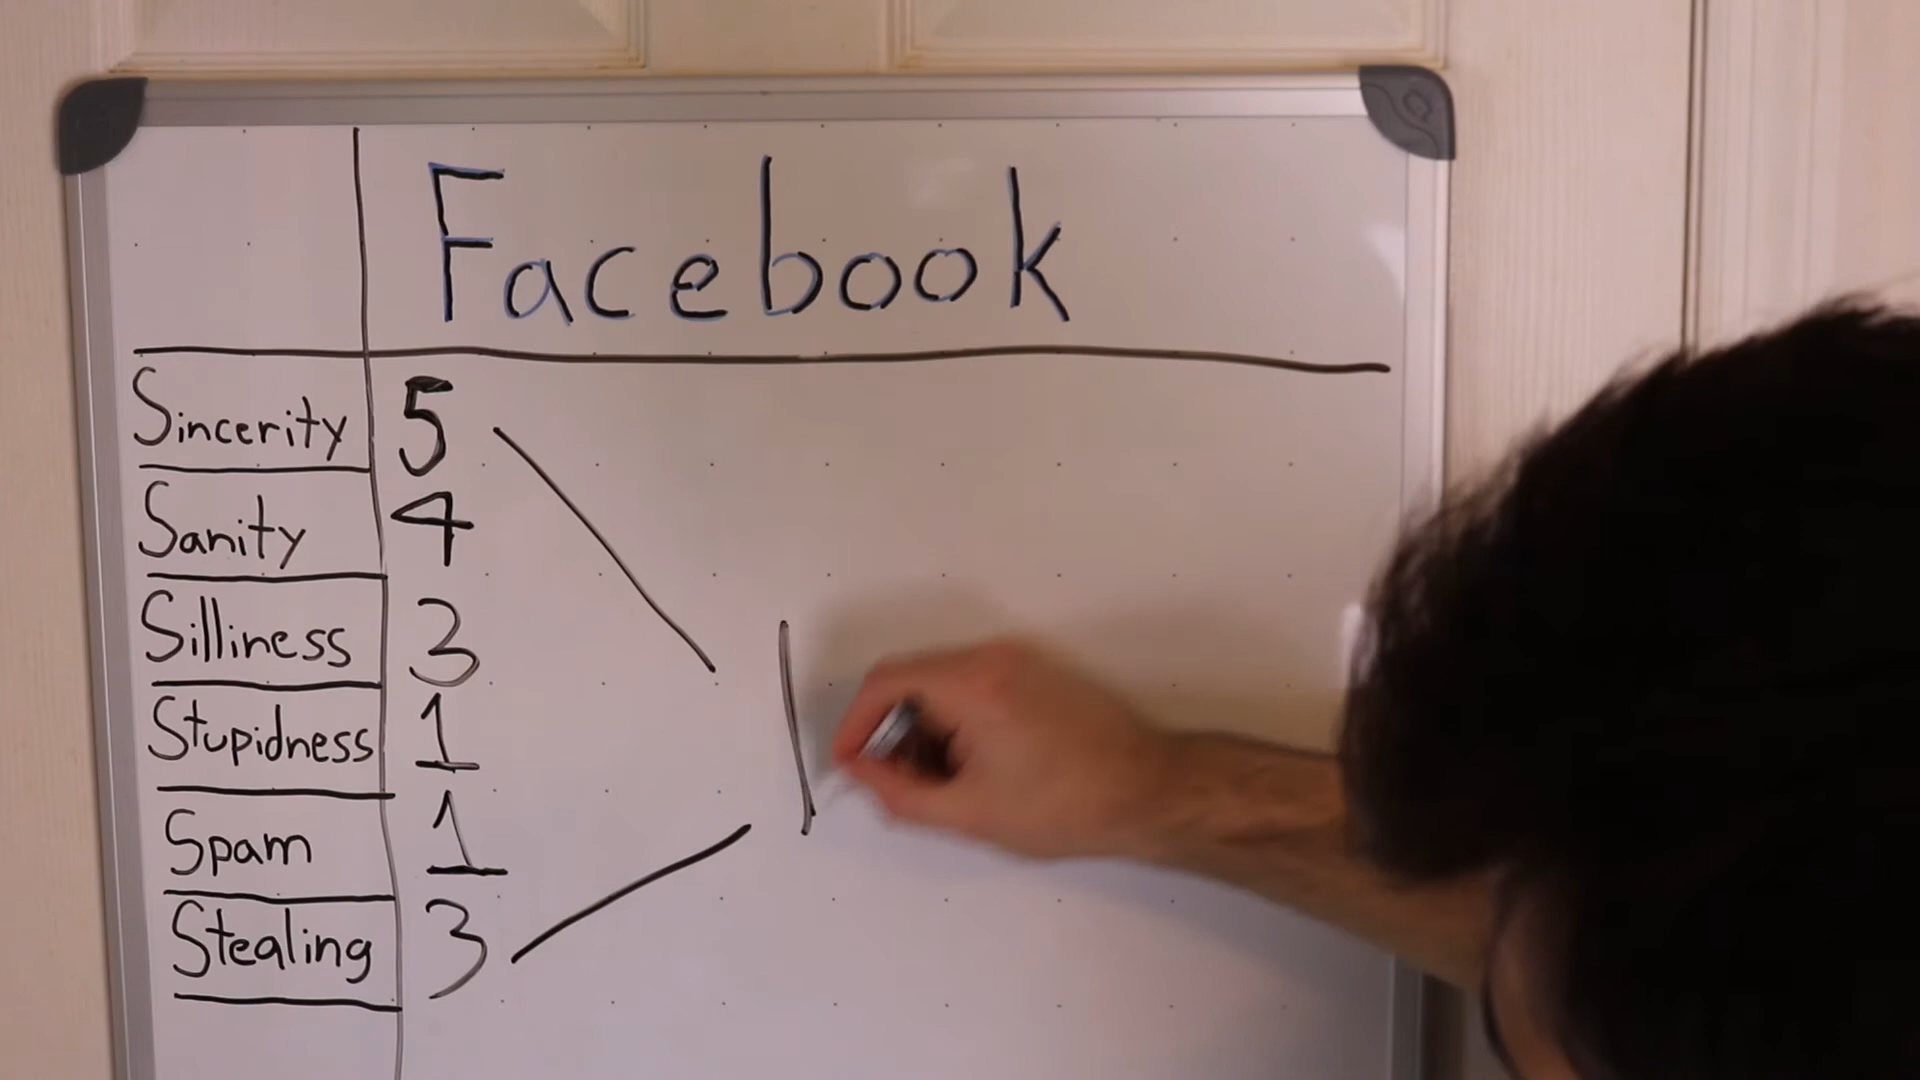 Facebook
Sincerity 5
Sanity 4
Silliness 3
Stupidness 1
Spam 1
Stealing 3